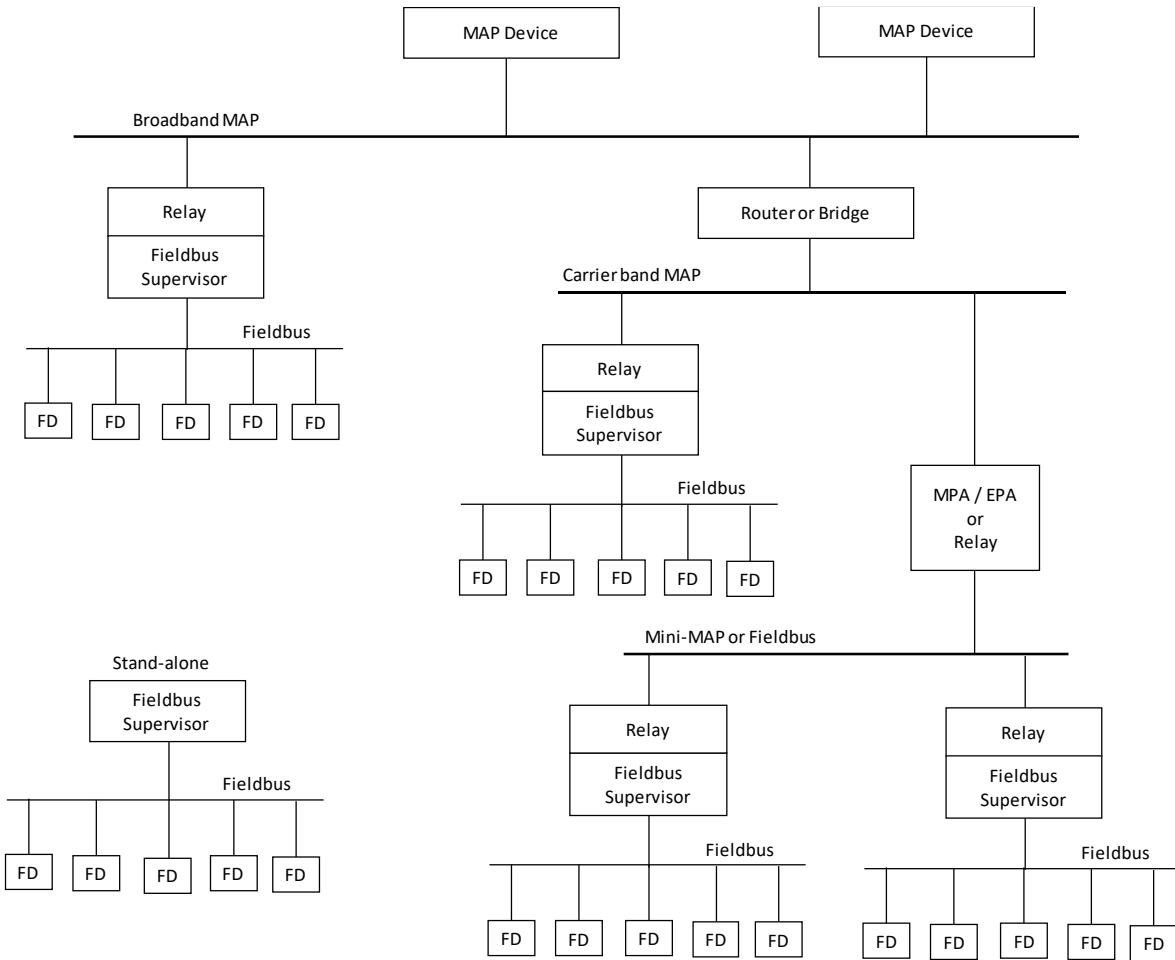 MAP Device
MAP Device
Broadband MAP
Relay
Fieldbus
Supervisor
Router or Bridge
Carrier band MAP
Fieldbus
FD
FD
FD
FD
FD
Relay
Fieldbus
Supervisor
MPA / EPA
or
Relay
Fieldbus
FD
FD
FD
FD
FD
Mini-MAP or Fieldbus
Stand-alone
Fieldbus
Supervisor
Fieldbus
FD
FD
FD
FD
FD
Relay
Fieldbus
Supervisor
Relay
Fieldbus
Supervisor
Fieldbus
FD
FD
FD
FD
FD
Fieldbus
FD
FD
FD
FD
FD